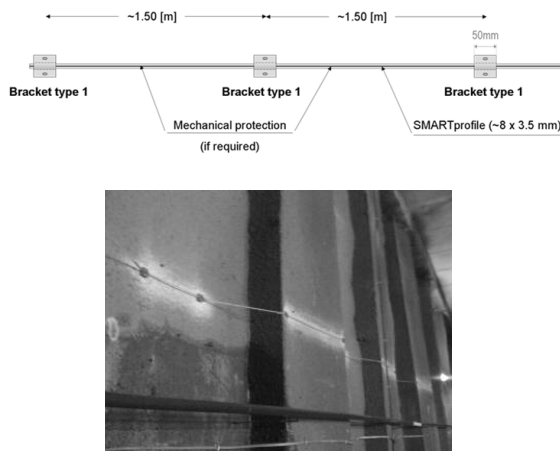 ~1.50 [m]
~1.50 [m]
50mm
Bracket type 1
Bracket type 1
Bracket type 1
Mechanical protection
(if required)
SMARTprofile (~8 x 3.5 mm)